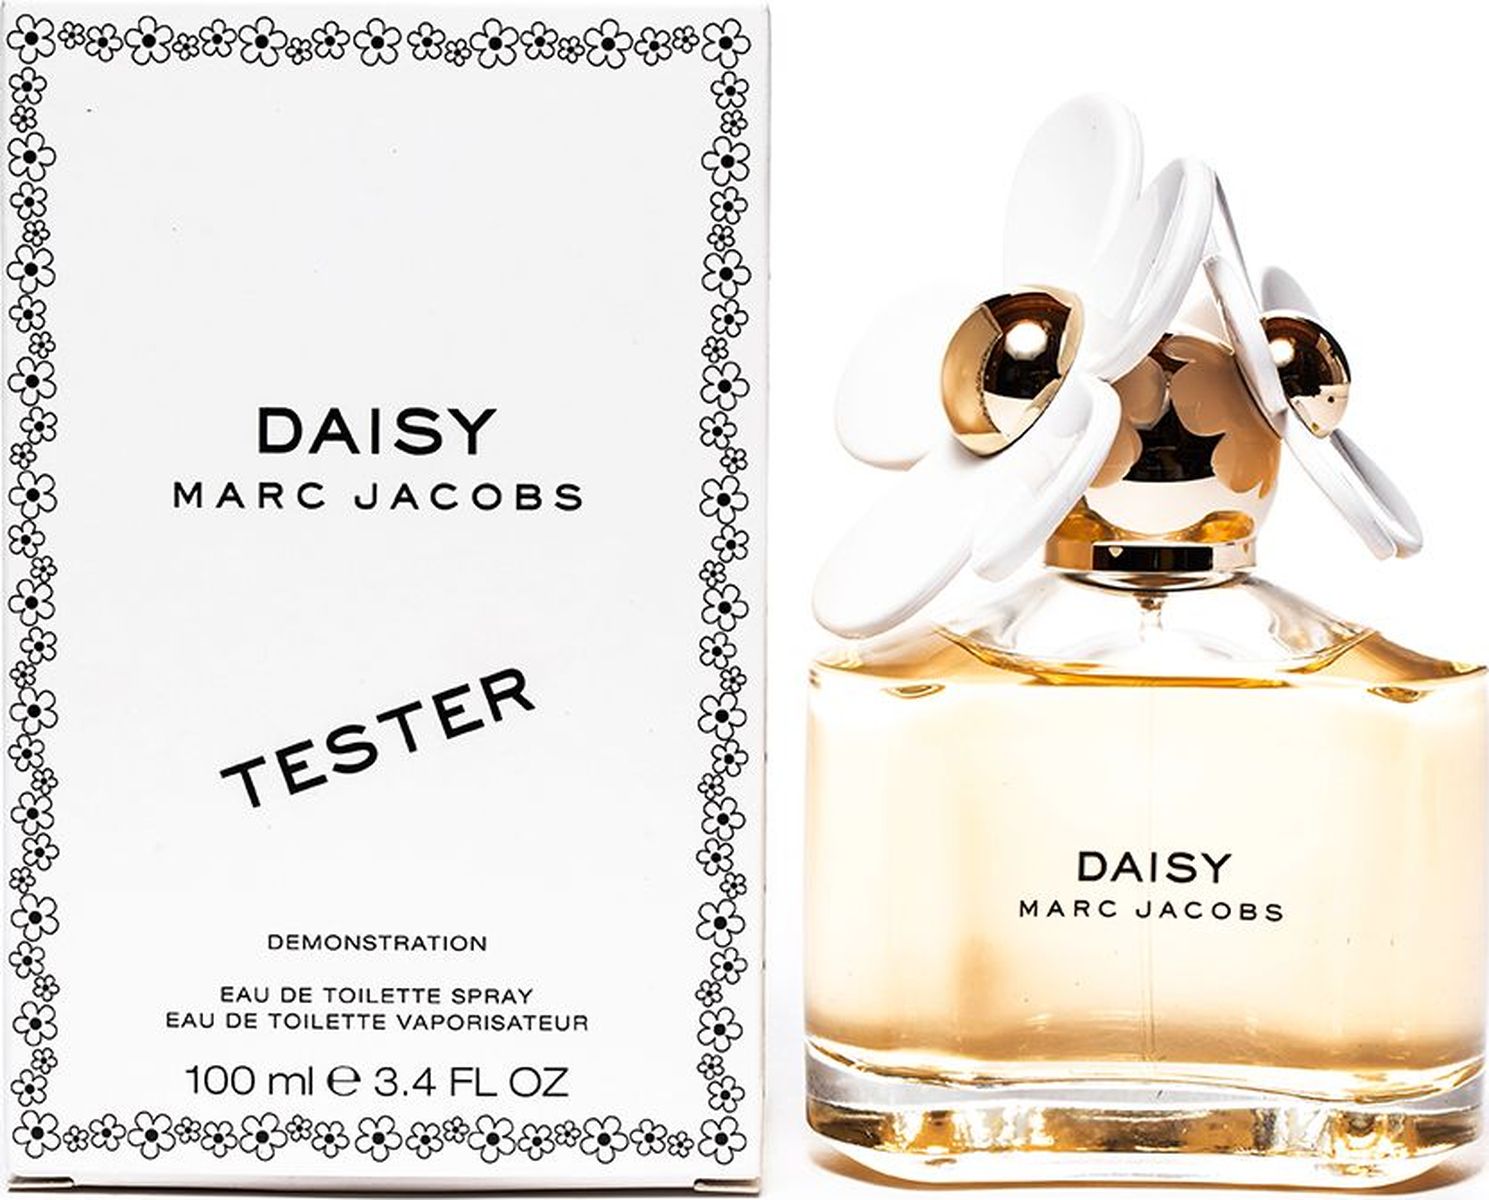 DAISY
MARC JACOBS
TESTER
DEMONSTRATION
EAU DE TOILETTE SPRAY
EAU DE TOILETTE VAPORISATEUR
100 ml ℮ 3.4 FL OZ
DAISY
MARC JACOBS